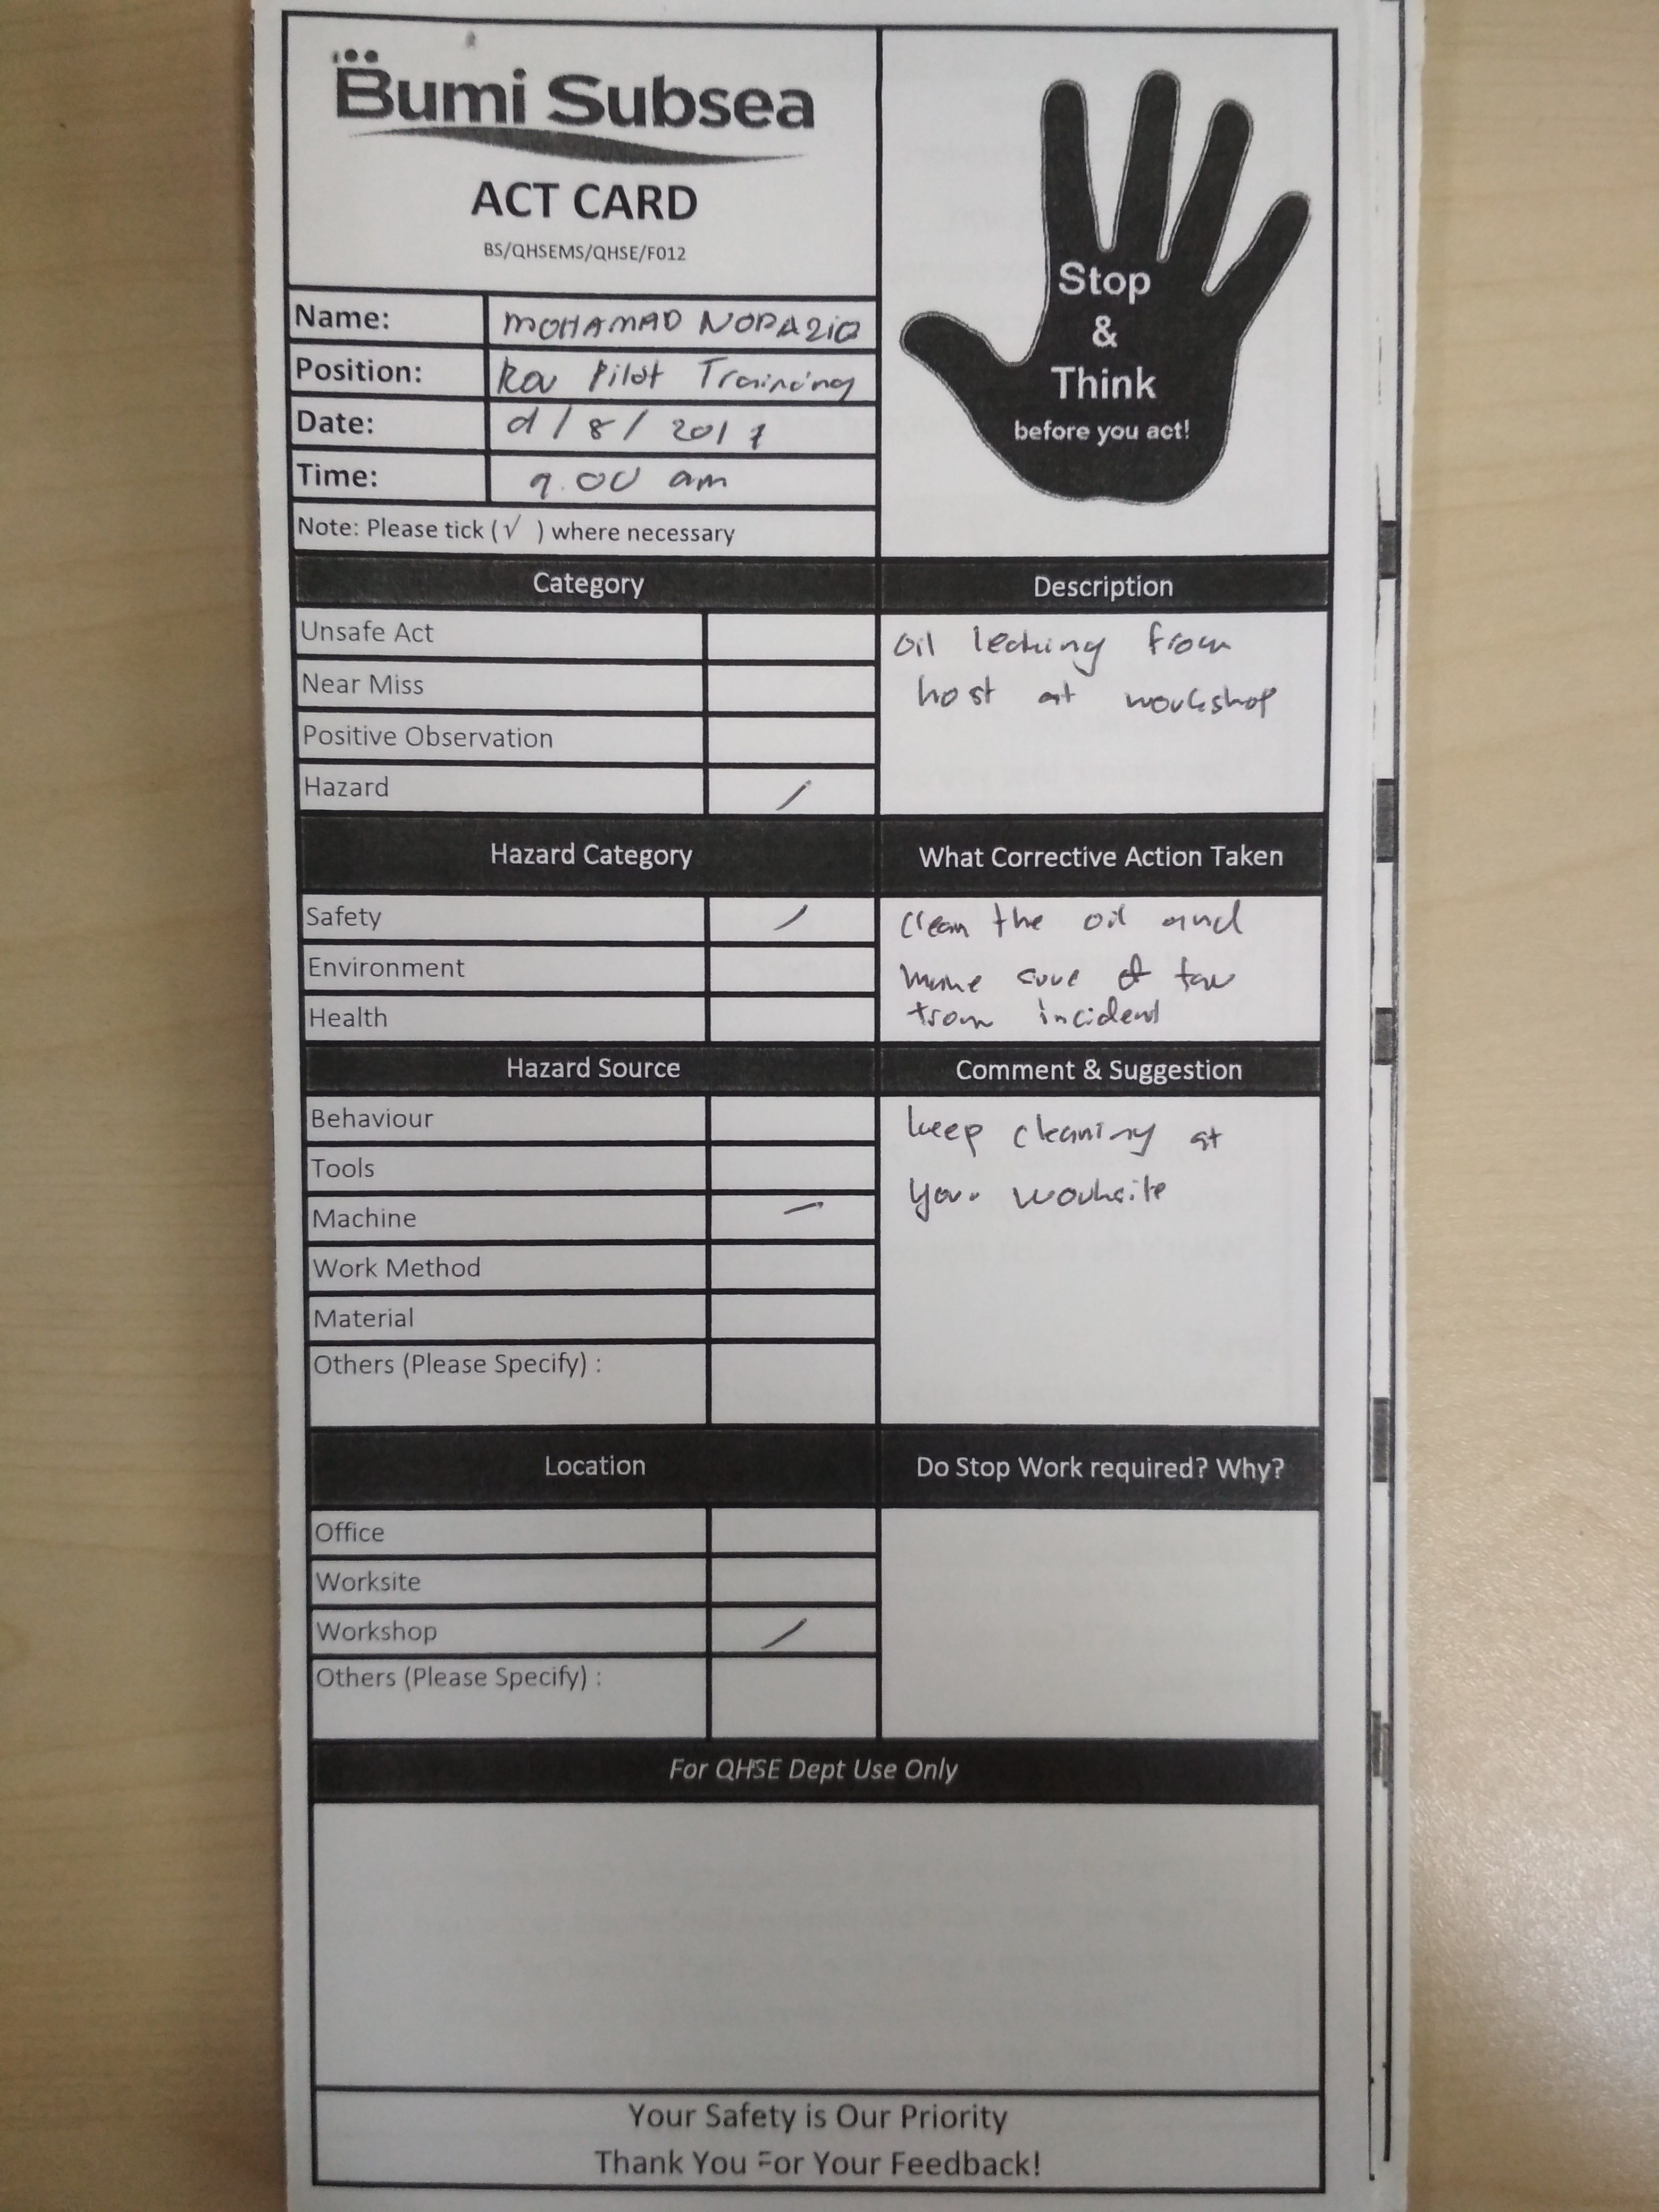 Bumi Subsea
ACT CARD
BS/QHSEMS/QHSE/F012
Stop
&
Think
before you act!
Name: MOHAMAD
Position: Rov Pilot Training
Date: /8/2017
Time: 9.00 am
Note: Please tick (√ ) where necessary
Category
Description
Unsafe Act
Near Miss
Positive Observation
Hazard /
oil leaking from
host at workshop
Hazard Category
What Corrective Action Taken
Safety /
Environment
Health
Clean the oil and
make sure far
from incident
Hazard Source
Comment & Suggestion
Behaviour
Tools
Machine /
Work Method
Material
Others (Please Specify) :
keep cleaning at
your worksite
Location
Do Stop Work required? Why?
Office
Worksite
Workshop /
Others (Please Specify) :
For QHSE Dept Use Only
Your Safety is Our Priority
Thank You For Your Feedback!